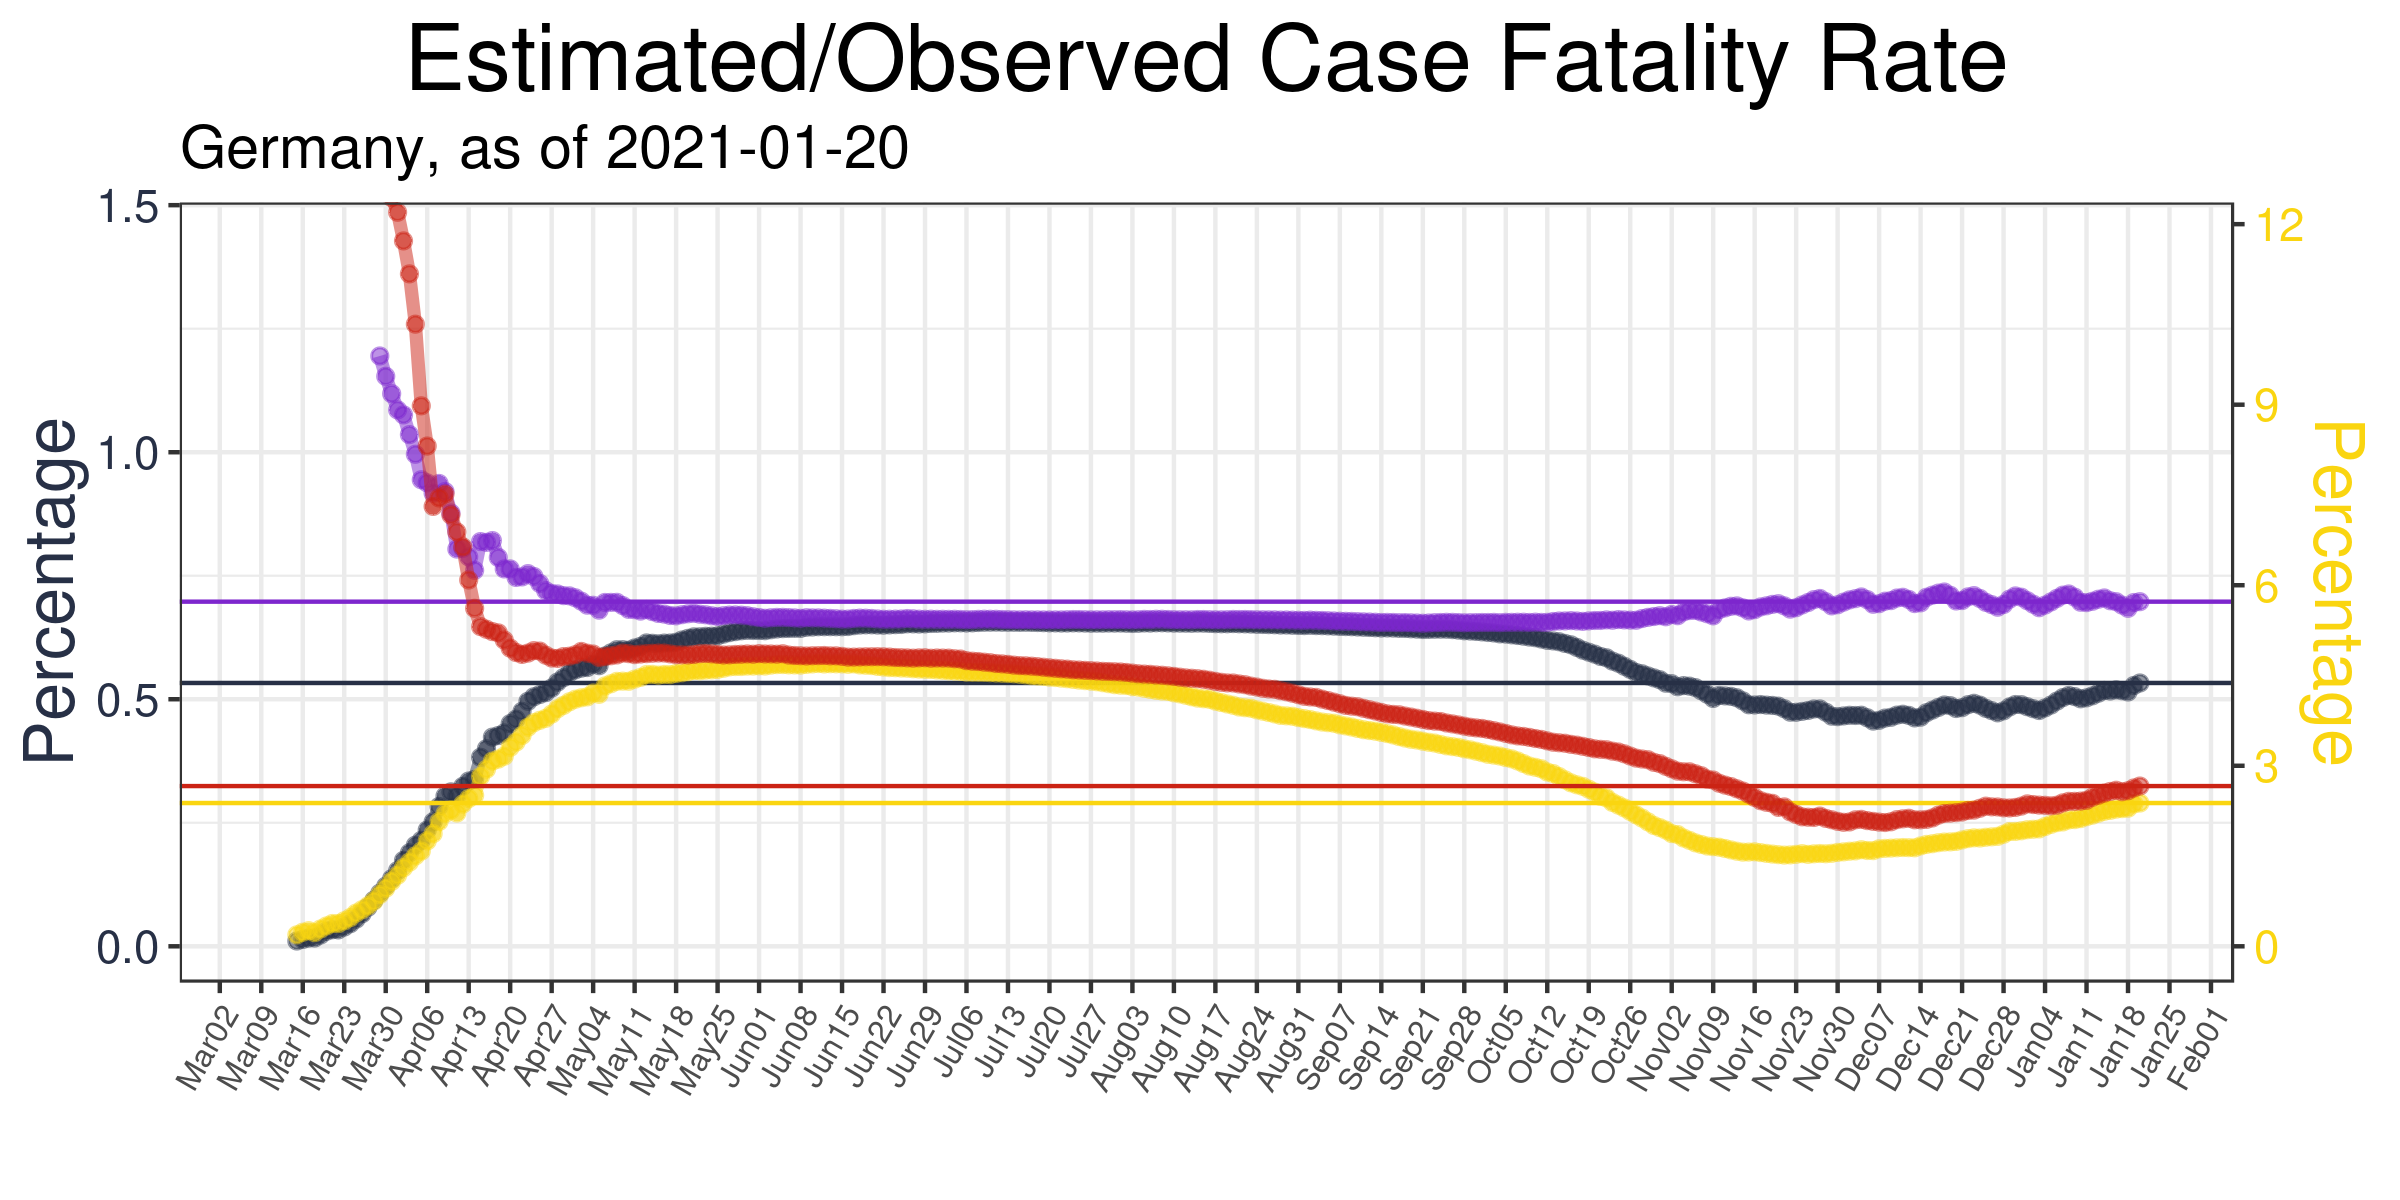 Estimated/Observed Case Fatality Rate
Germany, as of 2021-01-20
Percentage
1.5
1.0
0.5
0.0
12
9
6
3
0
Percentage
Mar02
Mar09
Mar16
Mar23
Mar30
Apr06
Apr13
Apr20
Apr27
May04
May11
May18
May25
Jun01
Jun08
Jun15
Jun22
Jun29
Jul06
Jul13
Jul20
Jul27
Aug03
Aug10
Aug17
Aug24
Aug31
Sep07
Sep14
Sep21
Sep28
Oct05
Oct12
Oct19
Oct26
Nov02
Nov09
Nov16
Nov23
Nov30
Dec07
Dec14
Dec21
Dec28
Jan04
Jan11
Jan18
Jan25
Feb01